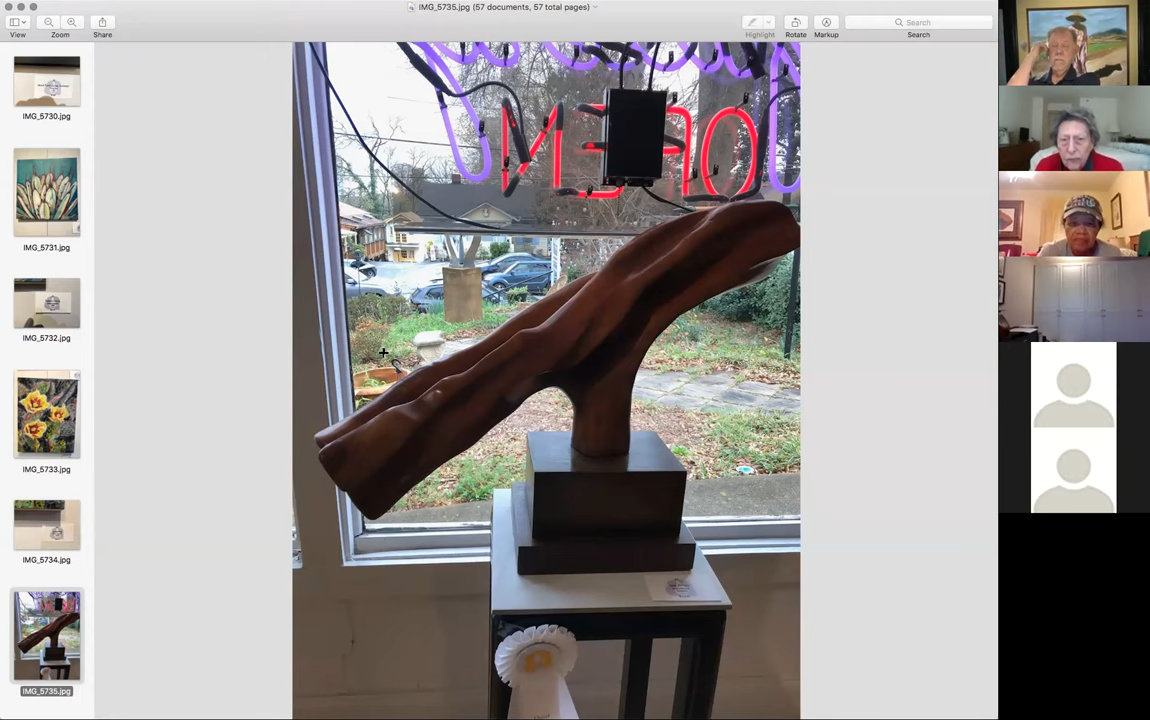 IMG_5735.jpg (57 documents, 57 total pages)
View
Zoom
Share
Highlight
Rotate
Markup
Search
Search
IMG_5730.jpg
IMG_5731.jpg
IMG_5732.jpg
IMG_5733.jpg
IMG_5734.jpg
IMG_5735.jpg